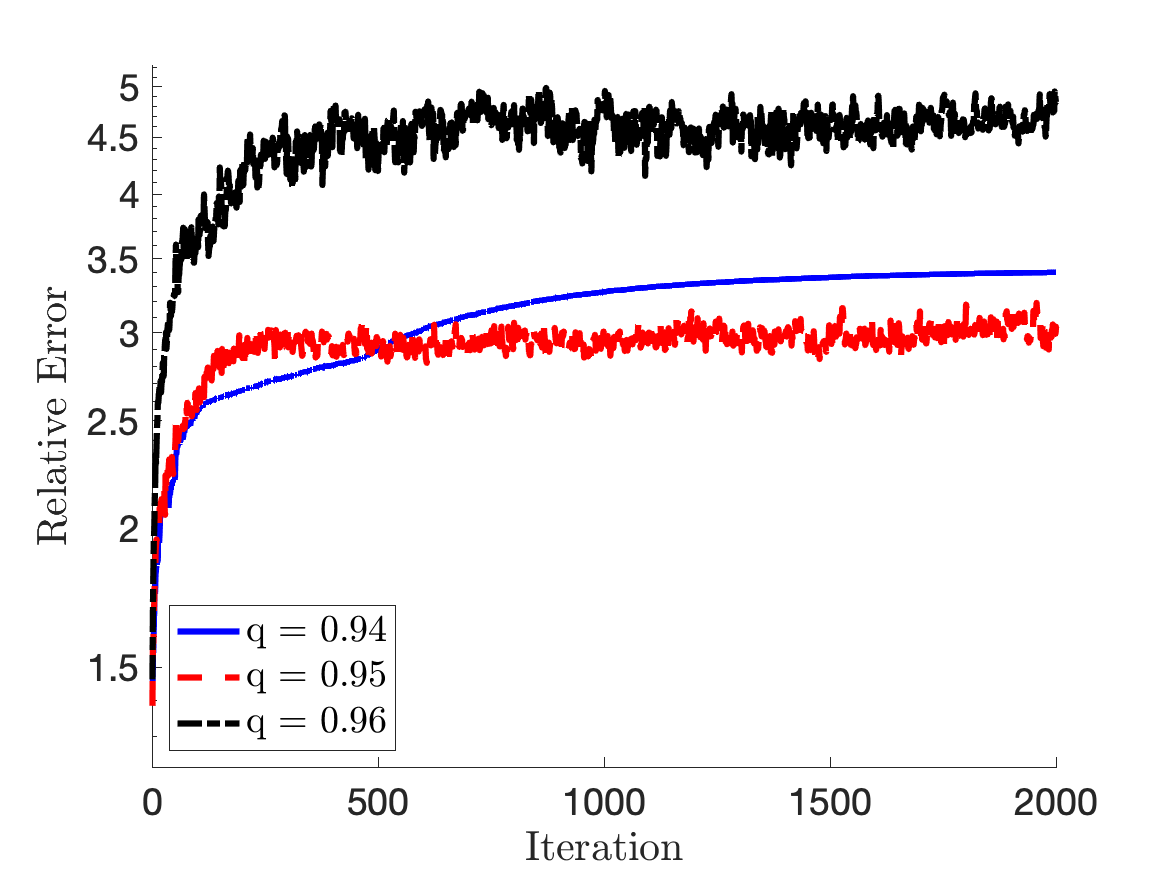 5
4.5
4
3.5
3
2.5
2
1.5
Relative Error
q = 0.94
q = 0.95
q = 0.96
0 500 1000 1500 2000
Iteration